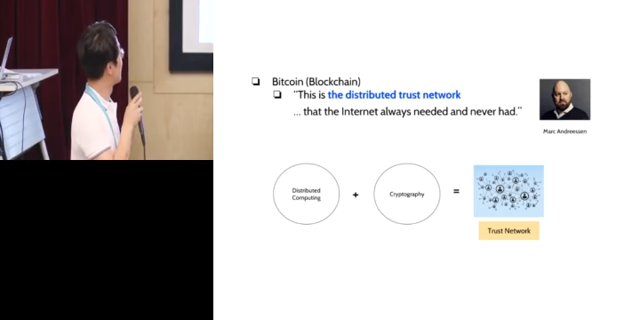 ❏ Bitcoin (Blockchain)
❏ "This is the distributed trust network
... that the Internet always needed and never had."
Marc Andreessen
Distributed
Computing
+
Cryptography
=
Trust Network